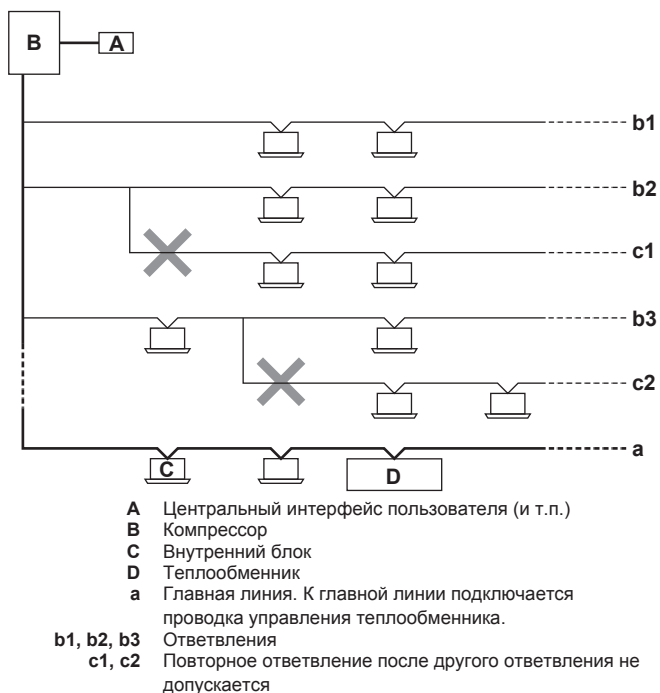 B A
b1
b2
c1
b3
c2
a
C D
A Центральный интерфейс пользователя (и т.п.)
B Компрессор
C Внутренний блок
D Теплообменник
a Главная линия. К главной линии подключается
проводка управления теплообменника.
b1, b2, b3 Ответвления
c1, c2 Повторное ответвление после другого ответвления не
допускается